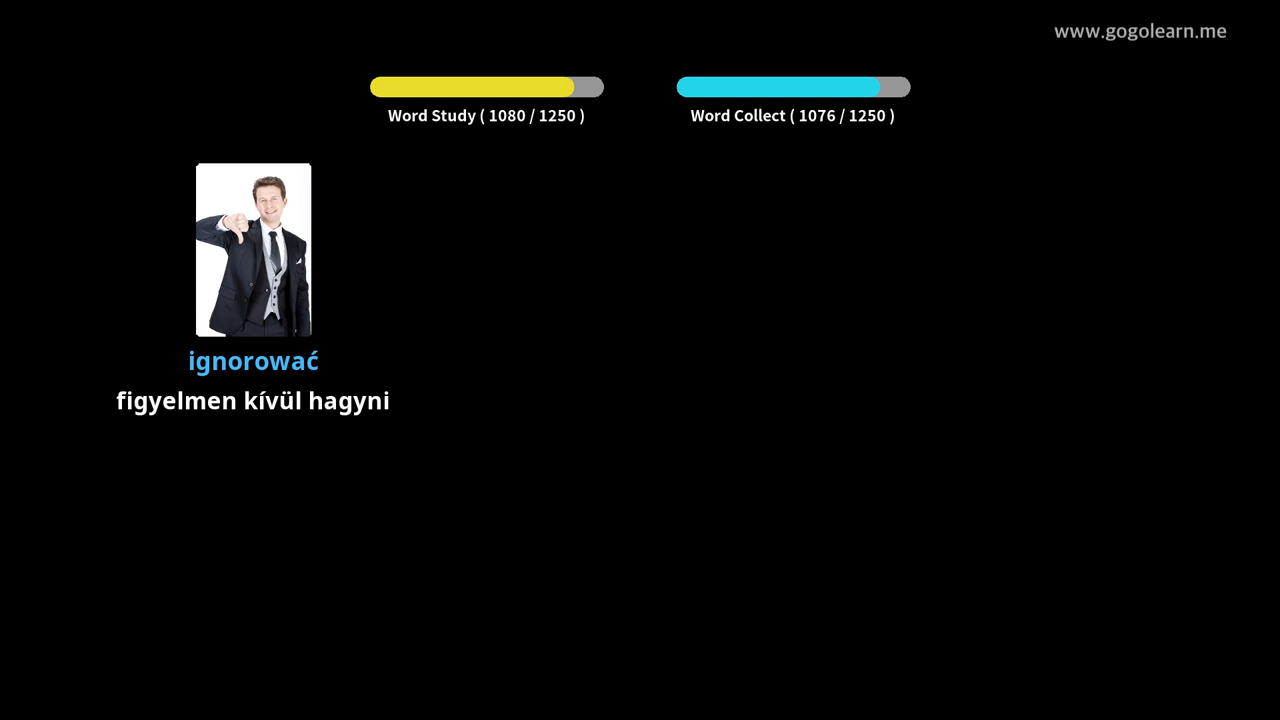 www.gogolearn.me
Word Study ( 1080 / 1250 )
Word Collect ( 1076 / 1250 )
ignorować
figyelmen kívül hagyni